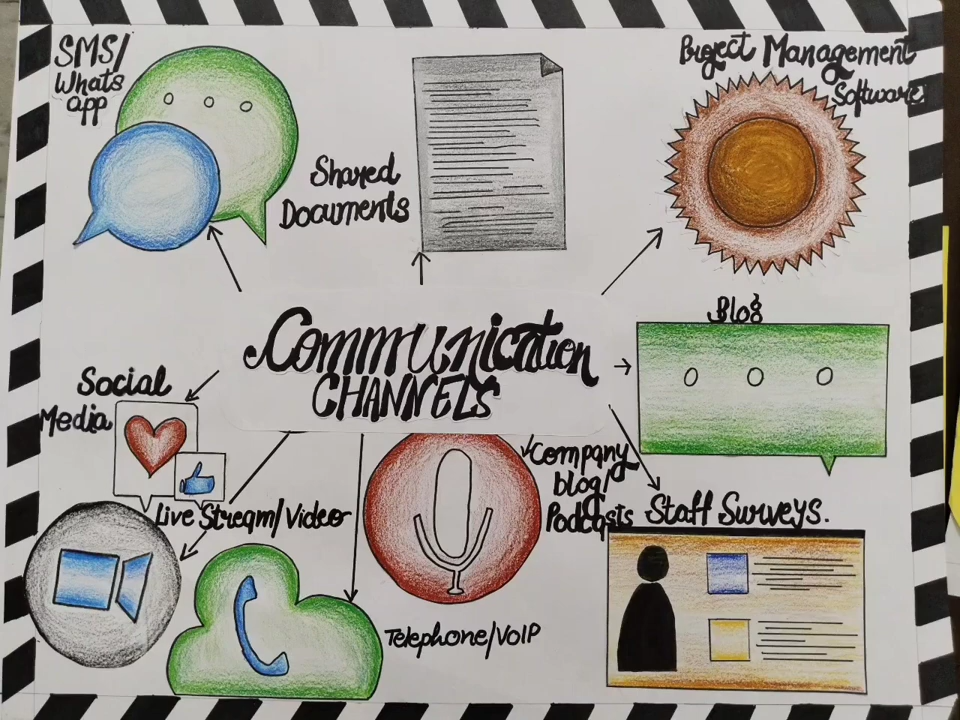 SMS/
Whats
app
Shared
Documents
Project Management
Software
Communication
CHANNELS
Blog
Social
Media
Company
blog/
Podcasts
Live Stream/Video
Staff Surveys.
Telephone/VoIP